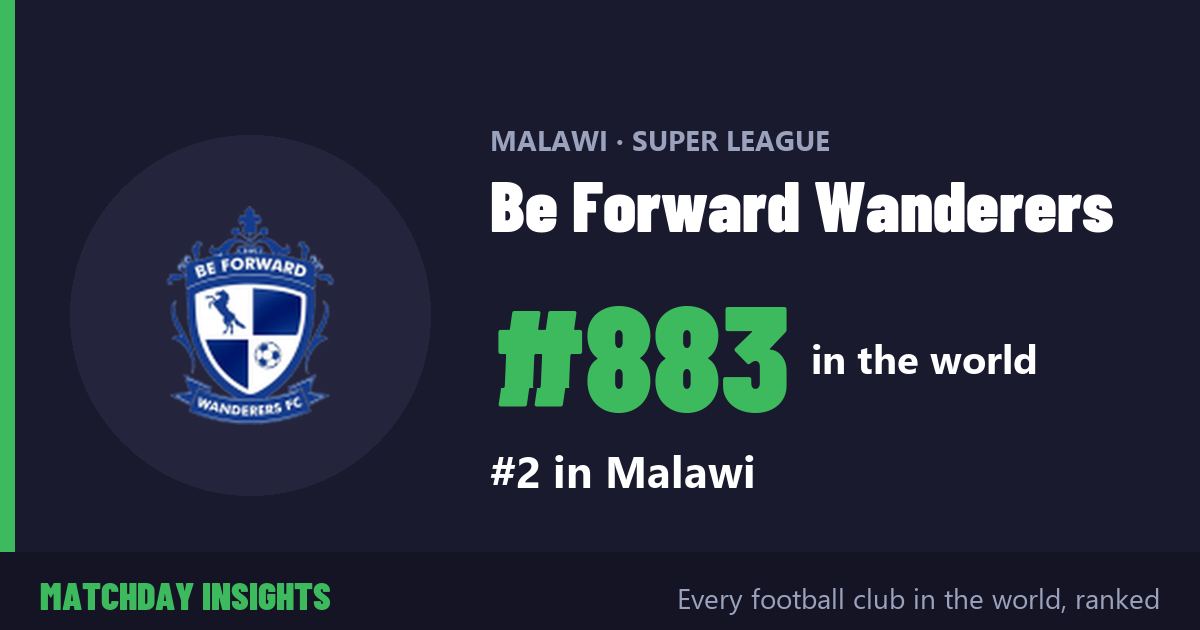 MALAWI · SUPER LEAGUE
Be Forward Wanderers
BE FORWARD
WANDERERS FC
#883 in the world
#2 in Malawi
MATCHDAY INSIGHTS
Every football club in the world, ranked